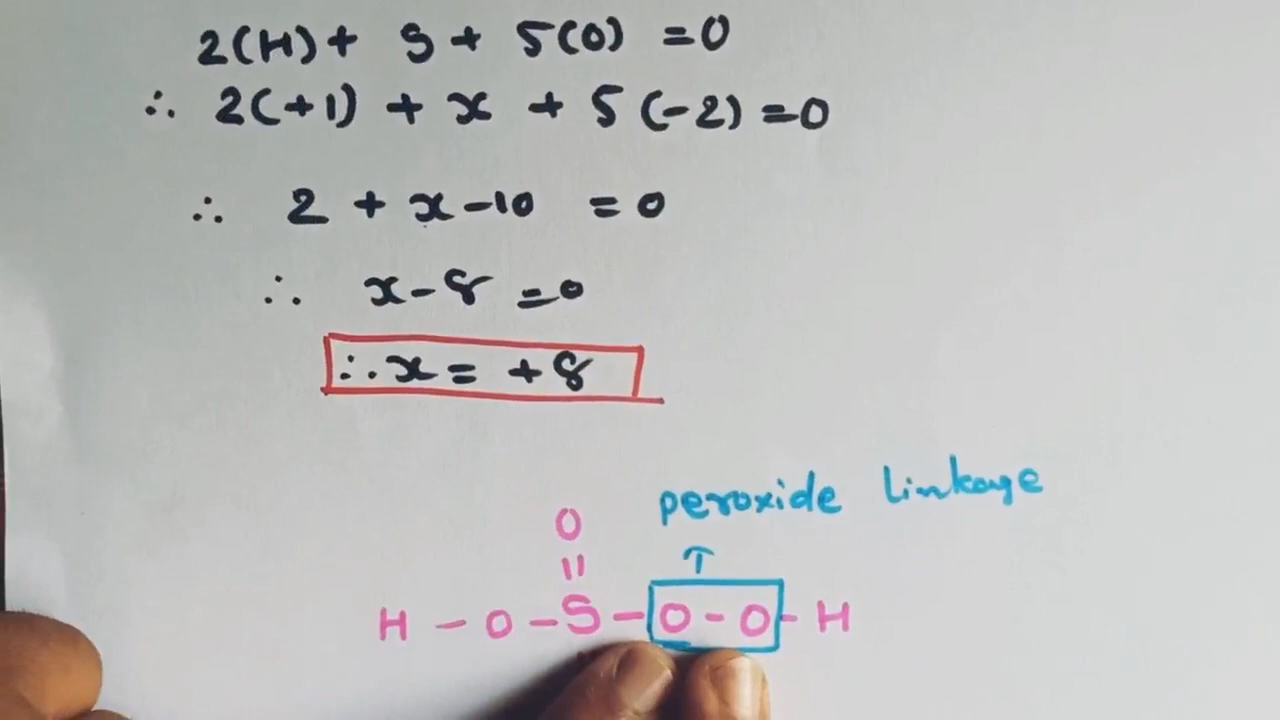 2(H) + S + 5(O) = 0
∴ 2(+1) + x + 5(-2) = 0
∴ 2 + x - 10 = 0
∴ x - 8 = 0
∴ x = + 8
peroxide Linkage
↑
O
||
H - O - S - O - O - H